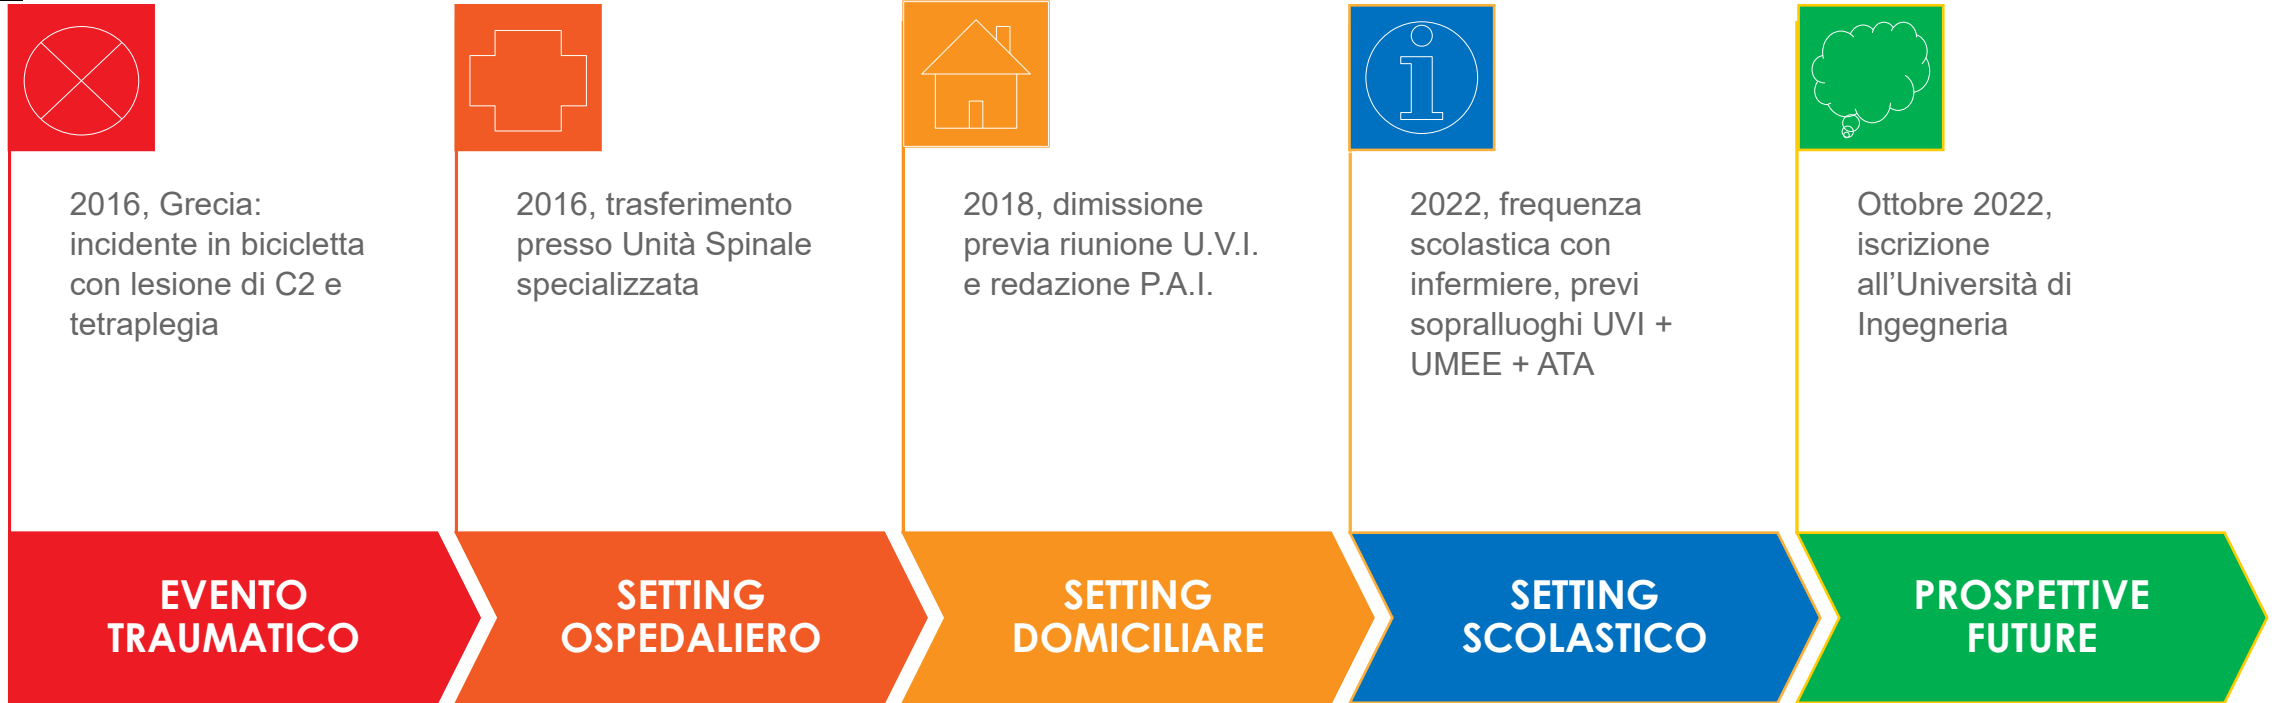 2016, Grecia:
incidente in bicicletta
con lesione di C2 e
tetraplegia
2016, trasferimento
presso Unità Spinale
specializzata
2018, dimissione
previa riunione U.V.I.
e redazione P.A.I.
2022, frequenza
scolastica con
infermiere, previ
sopralluoghi UVI +
UMEE + ATA
Ottobre 2022,
iscrizione
all’Università di
Ingegneria
EVENTO
TRAUMATICO
SETTING
OSPEDALIERO
SETTING
DOMICILIARE
SETTING
SCOLASTICO
PROSPETTIVE
FUTURE